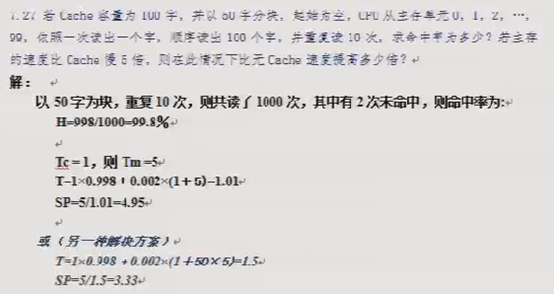 7.27 若 Cache 容量为 100 字，并以 50 字分块，起始为空，CPU 从主存单元 0，1，2，…，
99，依照一次读出一个字，顺序读出 100 个字，并重复读 10 次，求命中率为多少？若主存
的速度比 Cache 慢 5 倍，则在此情况下比无 Cache 速度提高多少倍？
解：
以 50字为块，重复 10 次，则共读了 1000 次，其中有 2 次未命中，则命中率为:
H=998/1000=99.8%
Tc = 1，则 Tm =5
T=1×0.998 + 0.002×(1+5)=1.01
SP=5/1.01=4.95
或（另一种解决方案）
T=1×0.998 + 0.002×(1+50×5)=1.5
SP=5/1.5=3.33